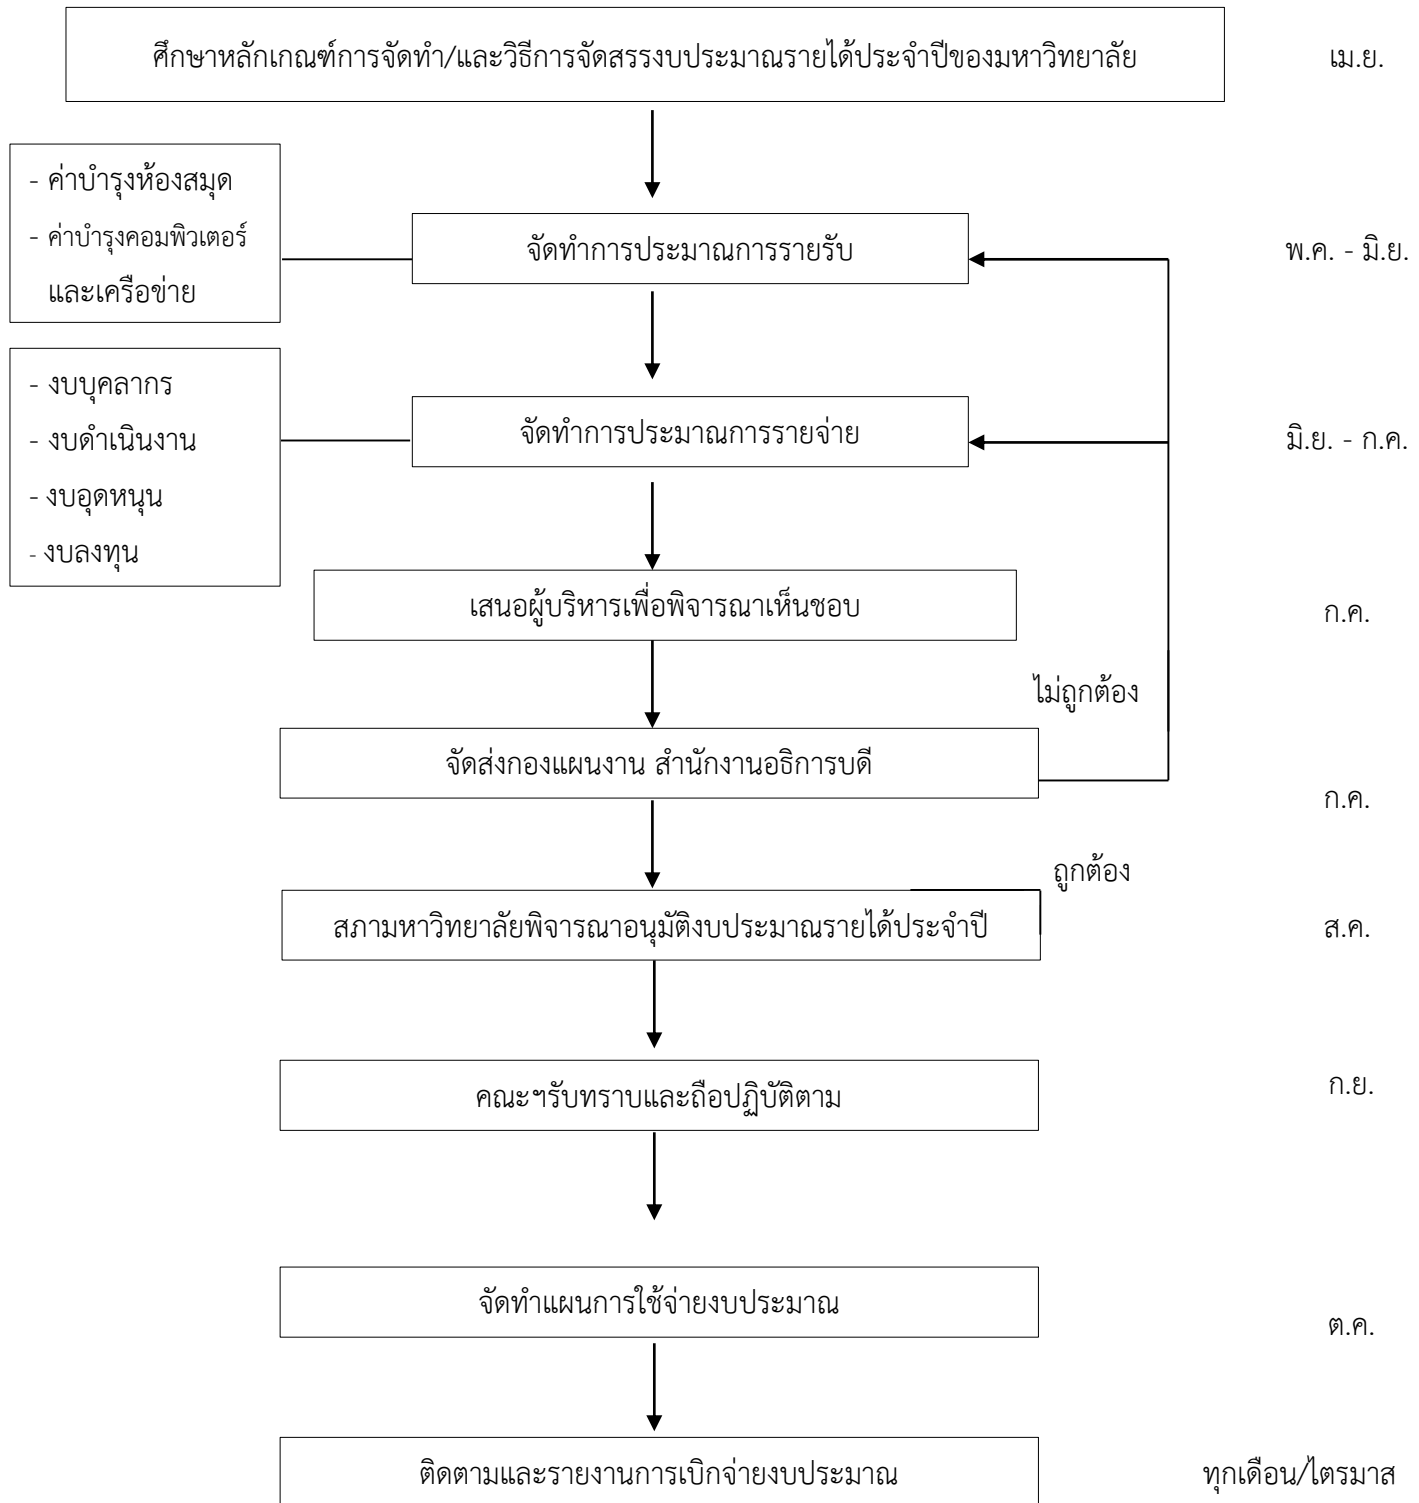 ศึกษาหลักเกณฑ์การจัดทำ/และวิธีการจัดสรรงบประมาณรายได้ประจำปีของมหาวิทยาลัย
เม.ย.
- ค่าบำรุงห้องสมุด
- ค่าบำรุงคอมพิวเตอร์
และเครือข่าย
จัดทำการประมาณการรายรับ
พ.ค. - มิ.ย.
- งบบุคลากร
- งบดำเนินงาน
- งบอุดหนุน
- งบลงทุน
จัดทำการประมาณการรายจ่าย
มิ.ย. - ก.ค.
เสนอผู้บริหารเพื่อพิจารณาเห็นชอบ
ก.ค.
ไม่ถูกต้อง
จัดส่งกองแผนงาน สำนักงานอธิการบดี
ก.ค.
ถูกต้อง
สภามหาวิทยาลัยพิจารณาอนุมัติงบประมาณรายได้ประจำปี
ส.ค.
คณะฯรับทราบและถือปฏิบัติตาม
ก.ย.
จัดทำแผนการใช้จ่ายงบประมาณ
ต.ค.
ติดตามและรายงานการเบิกจ่ายงบประมาณ
ทุกเดือน/ไตรมาส